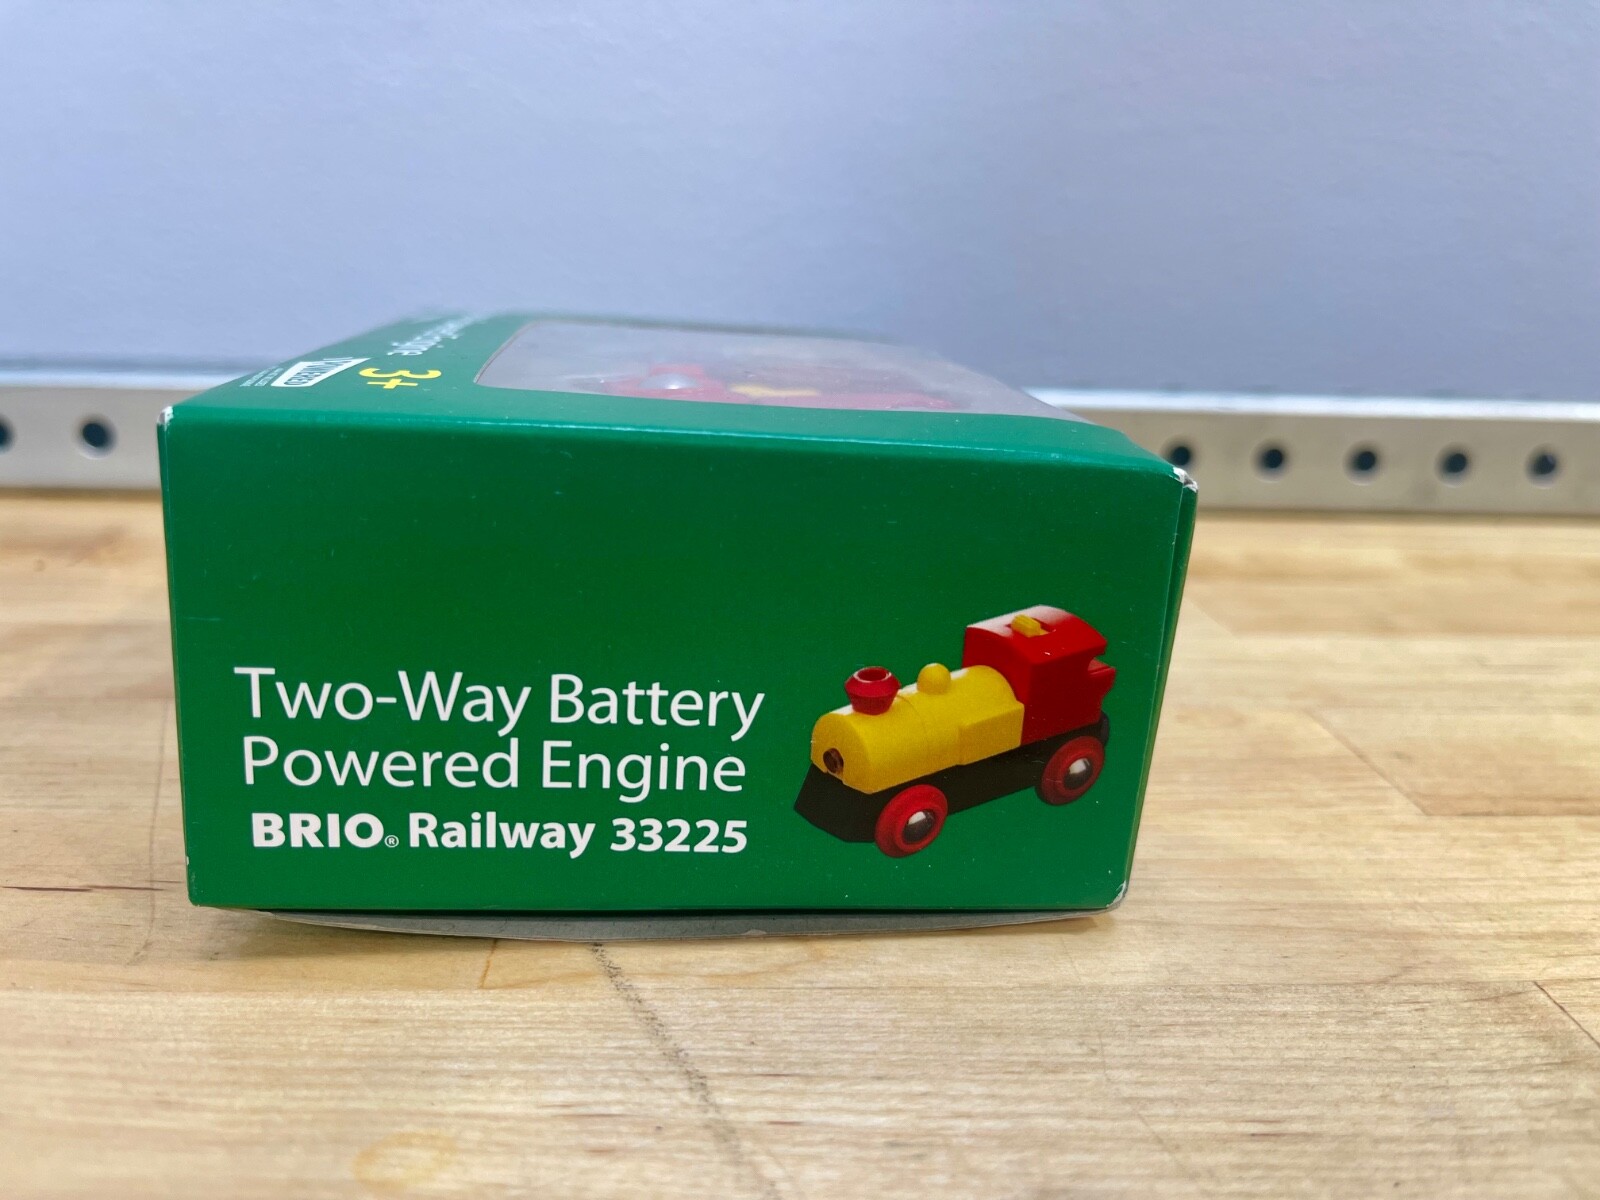 3+
Two-Way Battery
Powered Engine
BRIO® Railway 33225